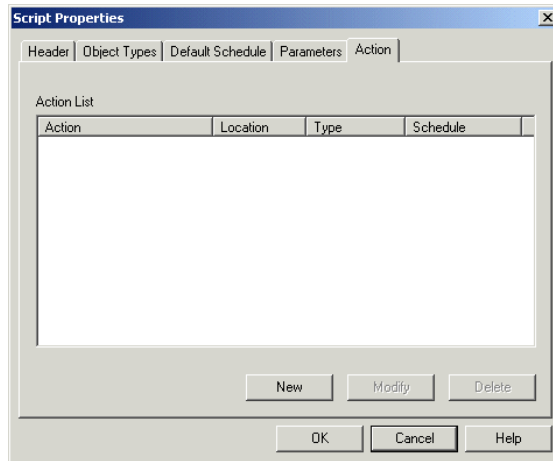 Script Properties
Header Object Types Default Schedule Parameters Action
Action List
Action Location Type Schedule
New Modify Delete
OK Cancel Help